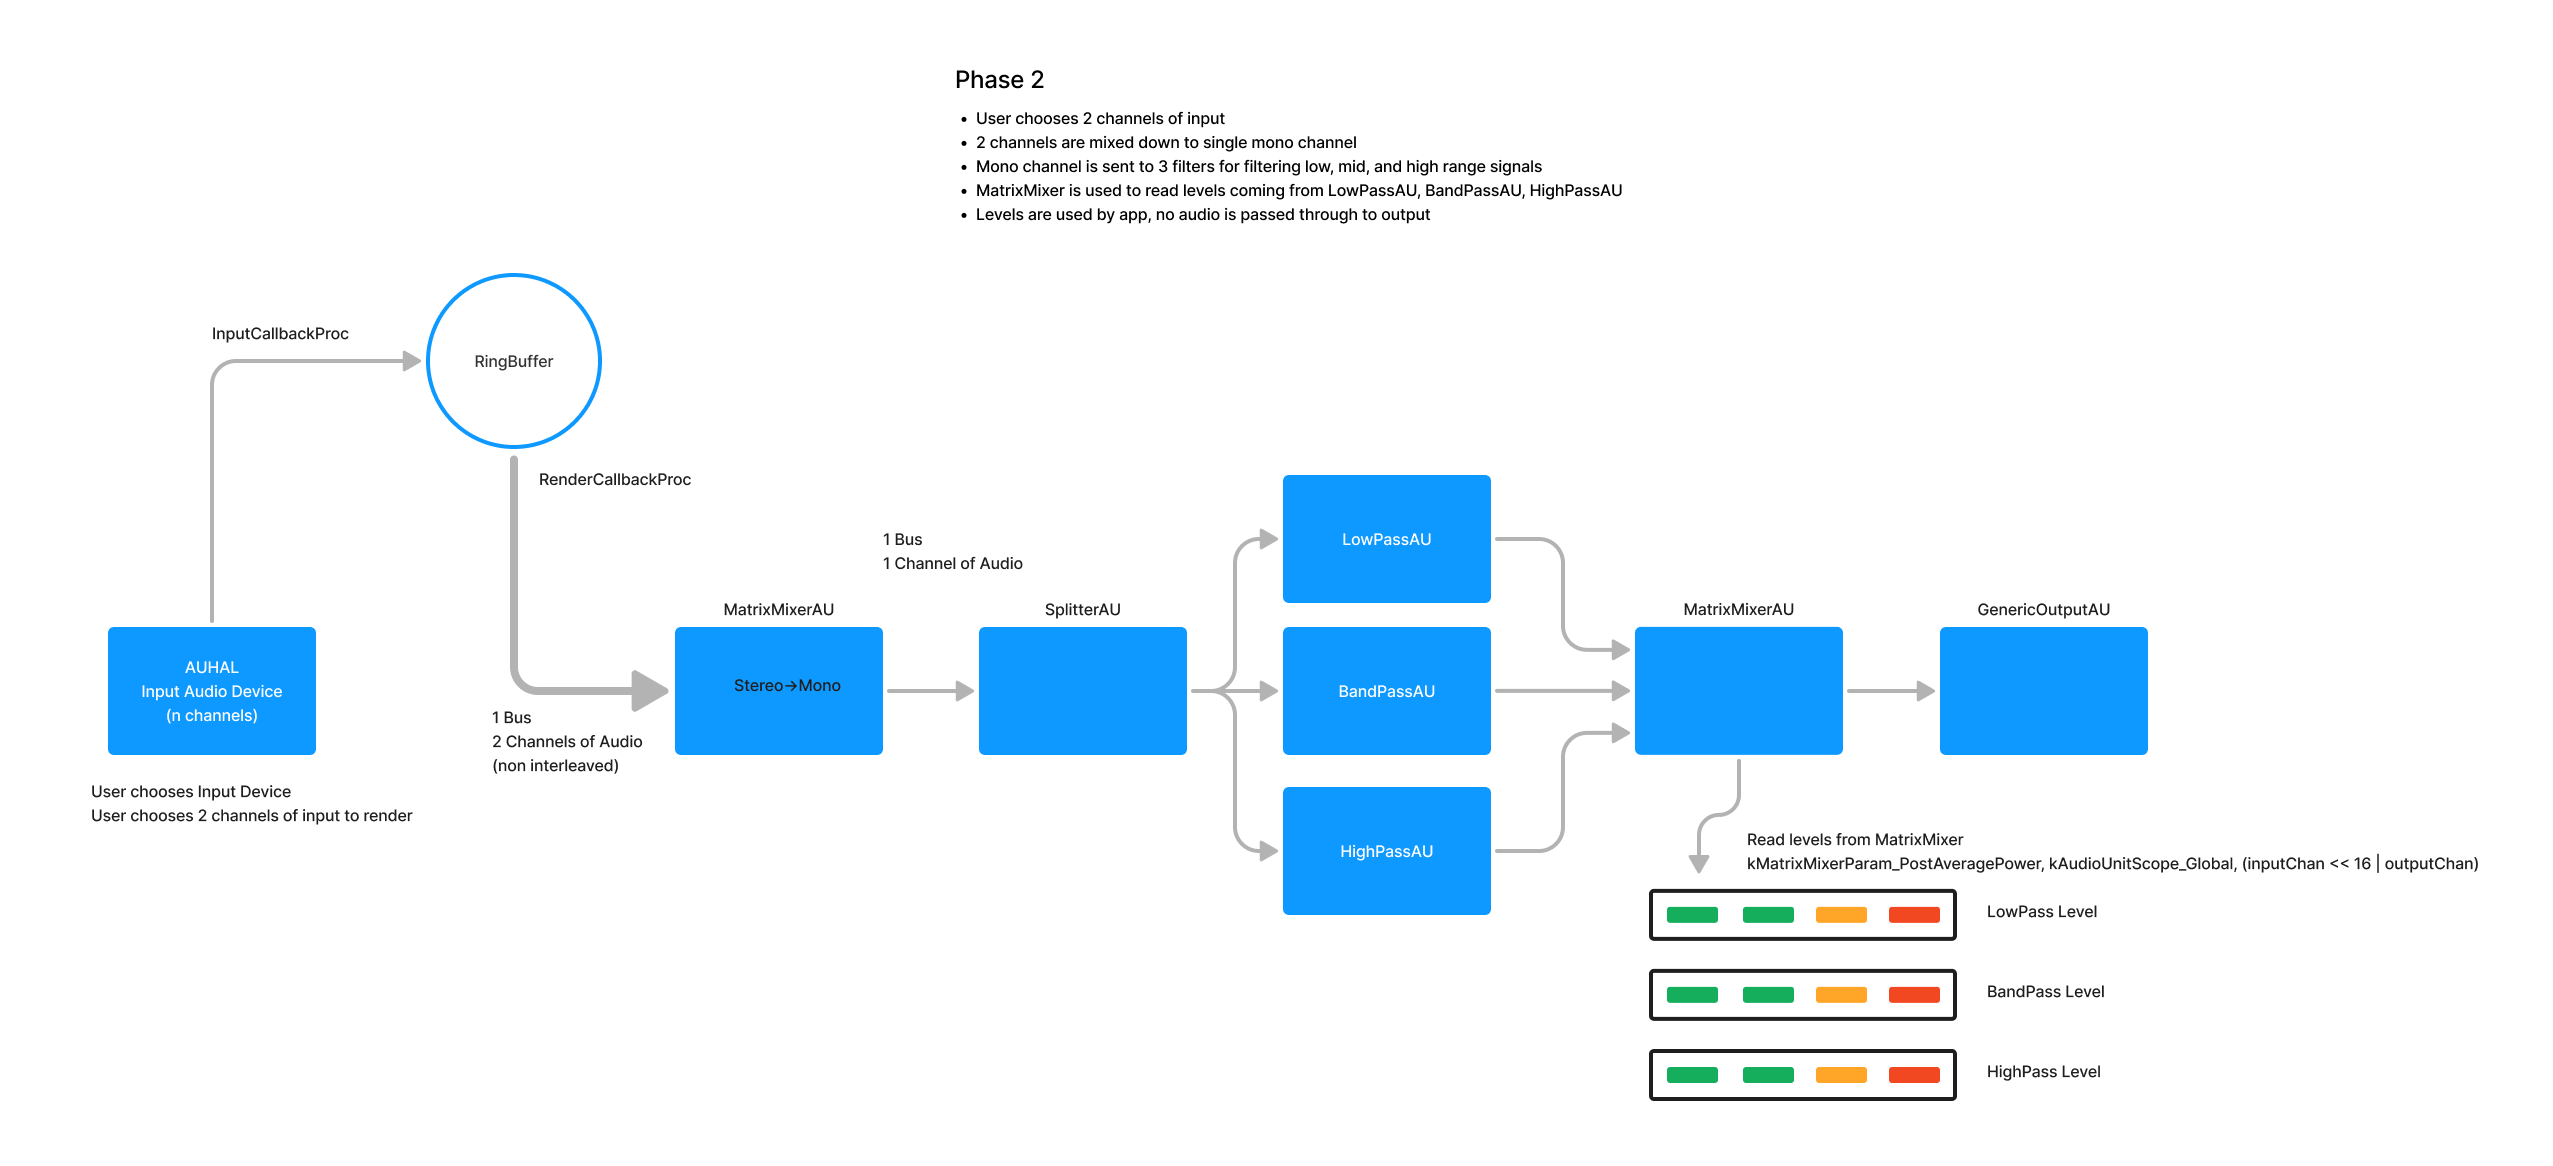 Phase 2
• User chooses 2 channels of input
• 2 channels are mixed down to single mono channel
• Mono channel is sent to 3 filters for filtering low, mid, and high range signals
• MatrixMixer is used to read levels coming from LowPassAU, BandPassAU, HighPassAU
• Levels are used by app, no audio is passed through to output
InputCallbackProc
RingBuffer
RenderCallbackProc
AUHAL
Input Audio Device
(n channels)
User chooses Input Device
User chooses 2 channels of input to render
1 Bus
2 Channels of Audio
(non interleaved)
MatrixMixerAU
Stereo→Mono
1 Bus
1 Channel of Audio
SplitterAU
LowPassAU
BandPassAU
HighPassAU
MatrixMixerAU
GenericOutputAU
Read levels from MatrixMixer
kMatrixMixerParam_PostAveragePower, kAudioUnitScope_Global, (inputChan << 16 | outputChan)
LowPass Level
BandPass Level
HighPass Level